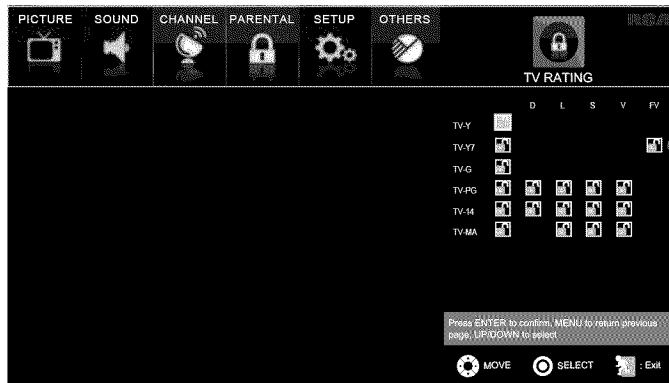 PICTURE SOUND CHANNEL PARENTAL SETUP OTHERS
RCA
TV RATING
D L S V FV
TV-Y
TV-Y7
TV-G
TV-PG
TV-14
TV-MA
Press ENTER to confirm, MENU to return previous
page, UP/DOWN to select
MOVE SELECT : Exit